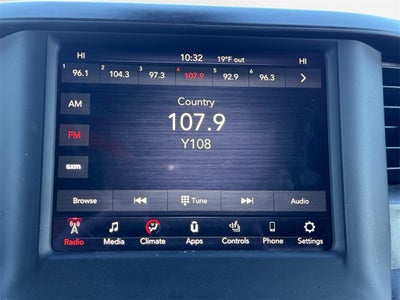 HI 10:32 19°F out HI
1 96.1 2 104.3 3 97.3 4 107.9 5 92.9 6 96.3
AM
Country
FM
107.9
Y108
sxm
Browse Tune Audio
Radio Media Climate Apps Controls Phone Settings